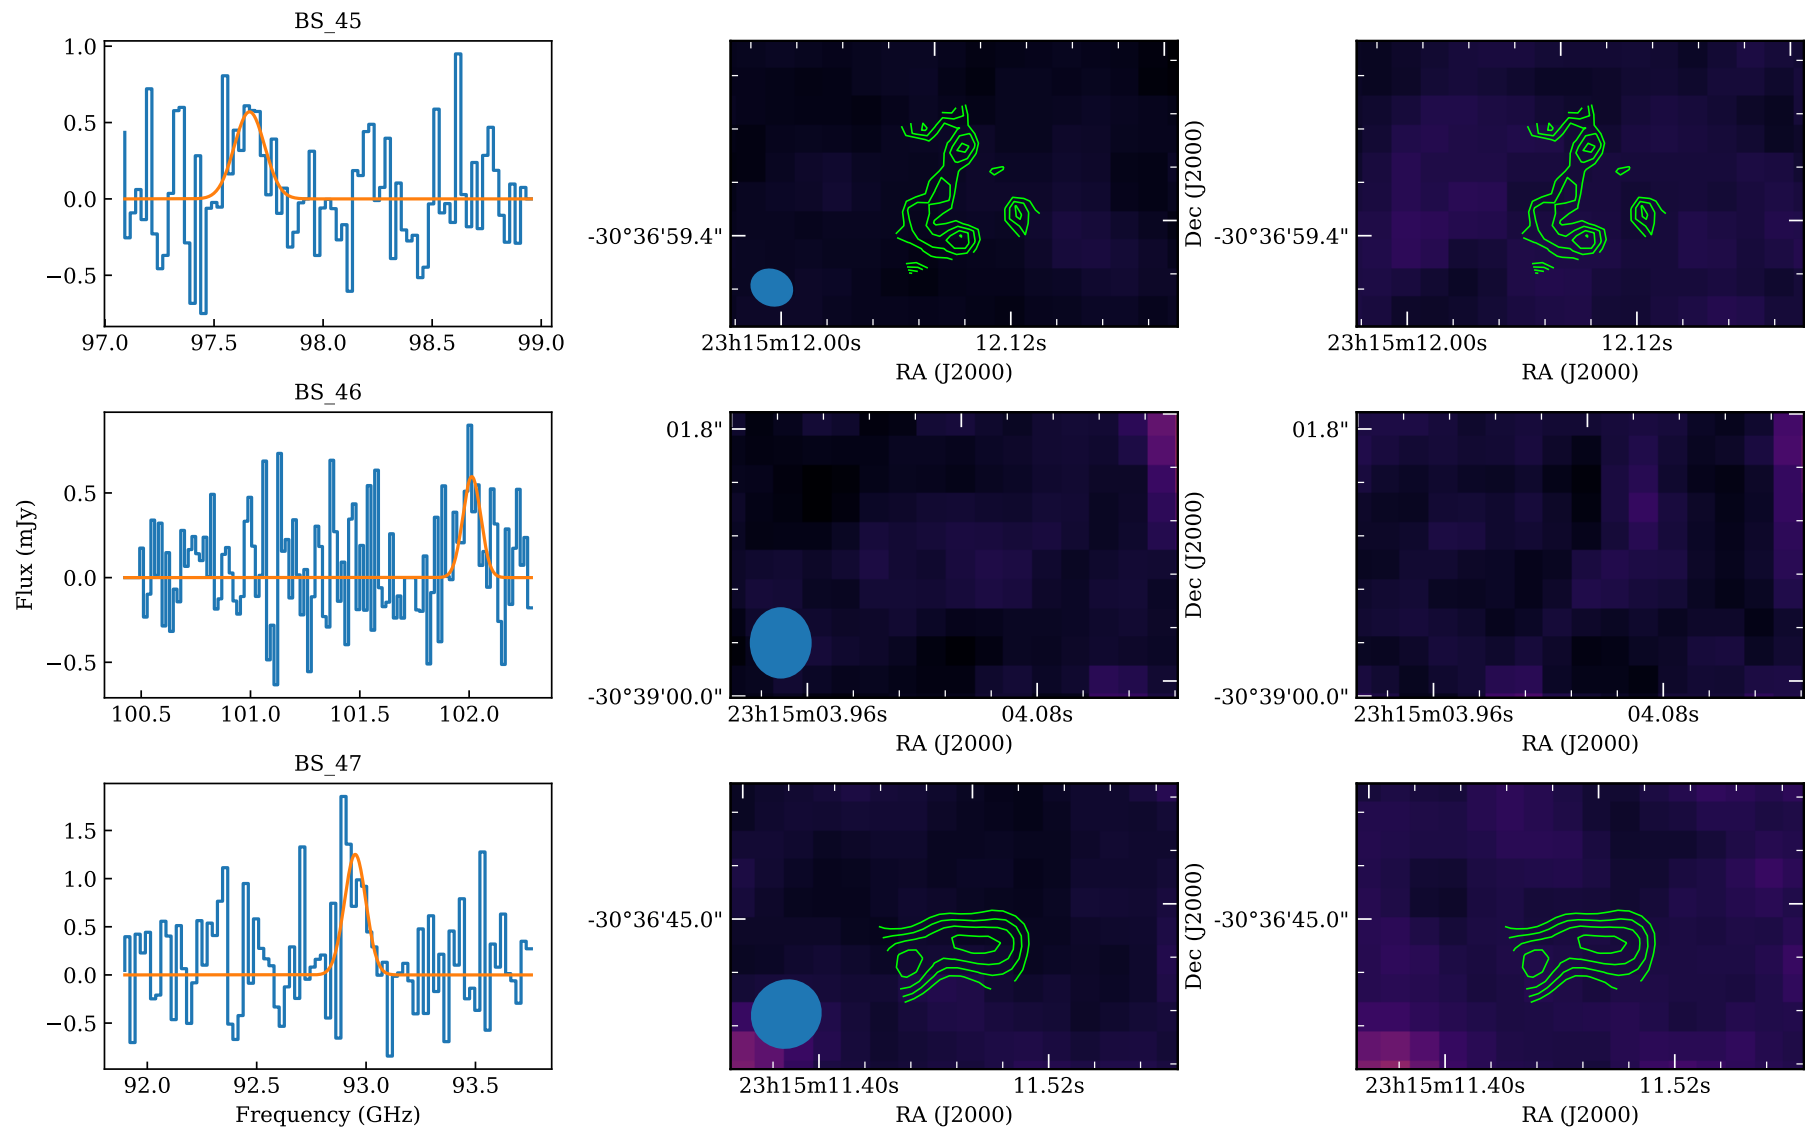 BS_45
1.0
0.5
0.0
−0.5
97.0 97.5 98.0 98.5 99.0
-30°36'59.4"
23h15m12.00s 12.12s
RA (J2000)
Dec (J2000)
-30°36'59.4"
23h15m12.00s 12.12s
RA (J2000)
BS_46
Flux (mJy)
0.5
0.0
−0.5
100.5 101.0 101.5 102.0
01.8"
-30°39'00.0"
23h15m03.96s 04.08s
RA (J2000)
Dec (J2000)
01.8"
-30°39'00.0"
23h15m03.96s 04.08s
RA (J2000)
BS_47
1.5
1.0
0.5
0.0
−0.5
92.0 92.5 93.0 93.5
Frequency (GHz)
-30°36'45.0"
23h15m11.40s 11.52s
RA (J2000)
Dec (J2000)
-30°36'45.0"
23h15m11.40s 11.52s
RA (J2000)